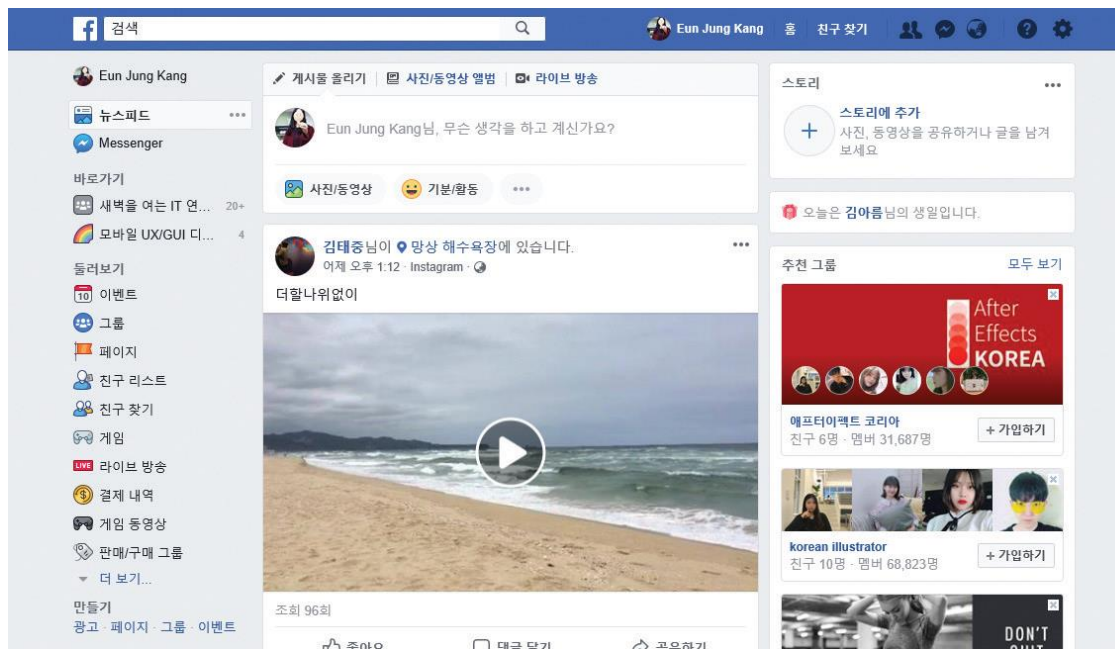 검색
Eun Jung Kang
홈
친구 찾기
Eun Jung Kang
뉴스피드
Messenger
바로가기
새벽을 여는 IT 연... 20+
모바일 UX/GUI 디... 4
둘러보기
10 이벤트
그룹
페이지
친구 리스트
친구 찾기
게임
LIVE 라이브 방송
결제 내역
게임 동영상
판매/구매 그룹
더 보기...
만들기
광고 · 페이지 · 그룹 · 이벤트
게시물 올리기
사진/동영상 앨범
라이브 방송
Eun Jung Kang님, 무슨 생각을 하고 계신가요?
사진/동영상
기분/활동
김태중님이 망상 해수욕장에 있습니다.
어제 오후 1:12 · Instagram ·
더할나위없이
조회 96회
좋아요
댓글 달기
공유하기
스토리
스토리에 추가
사진, 동영상을 공유하거나 글을 남겨
보세요
오늘은 김아름님의 생일입니다.
추천 그룹
모두 보기
After
Effects
KOREA
애프터이펙트 코리아
친구 6명 · 멤버 31,687명
+ 가입하기
korean illustrator
친구 10명 · 멤버 68,823명
+ 가입하기
DON'T
QUIT